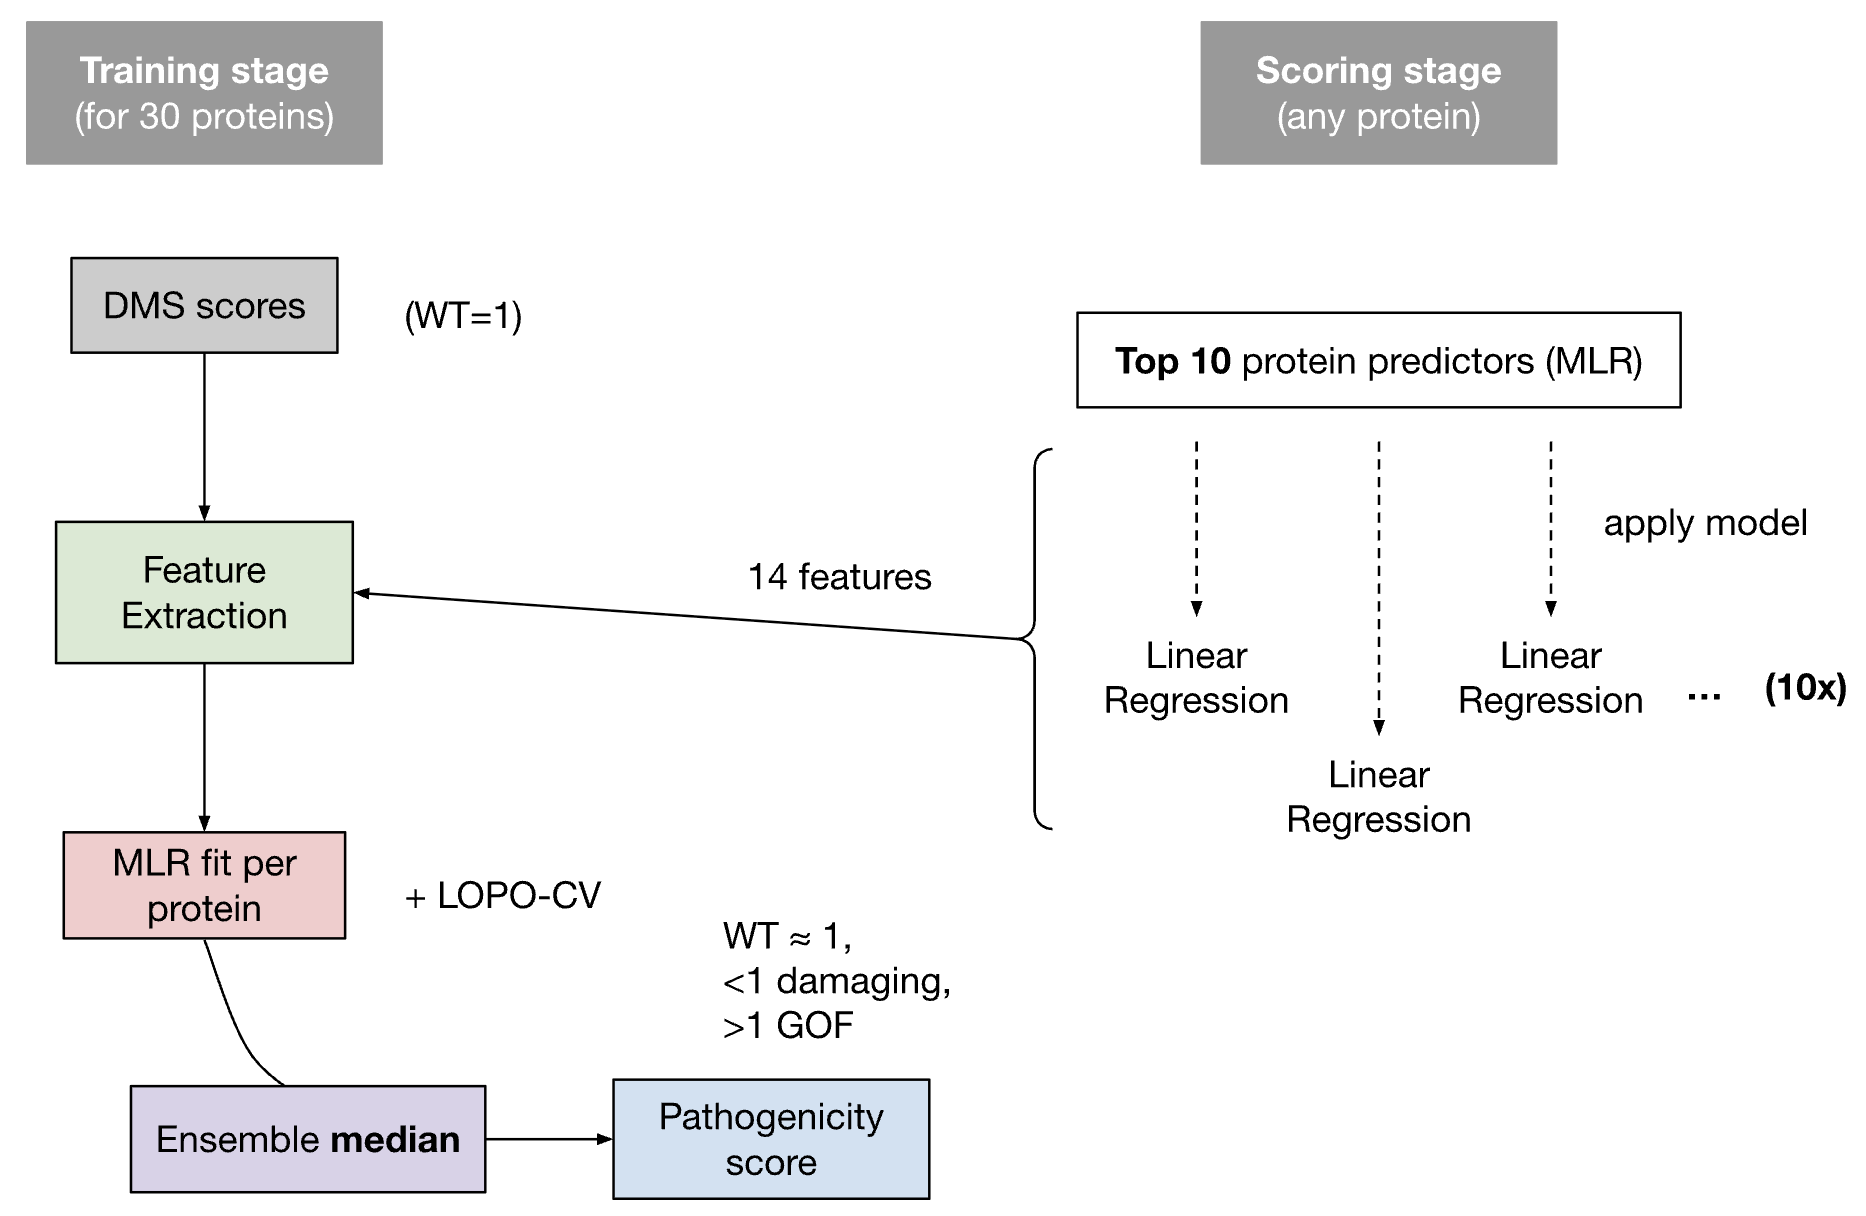 Training stage
(for 30 proteins)
Scoring stage
(any protein)
DMS scores
(WT=1)
Top 10 protein predictors (MLR)
apply model
Feature
Extraction
14 features
Linear
Regression
Linear
Regression
... (10x)
Linear
Regression
MLR fit per
protein
+ LOPO-CV
WT ≈ 1,
<1 damaging,
>1 GOF
Ensemble median
Pathogenicity
score